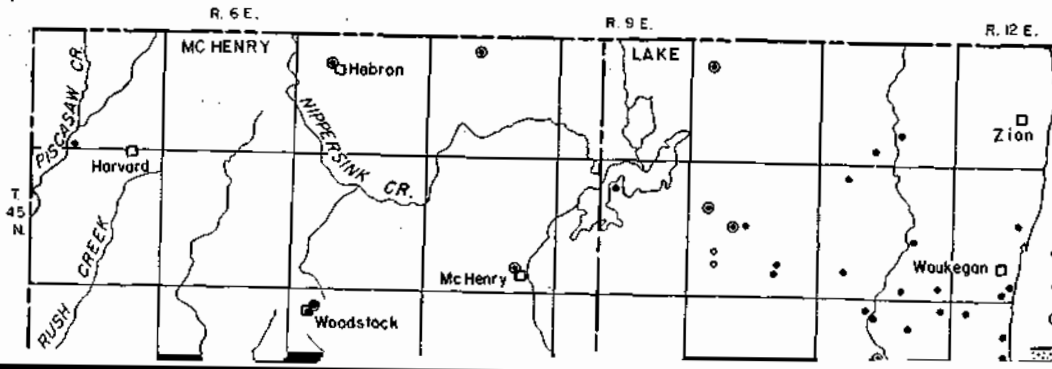 R. 6 E.
R. 9 E.
R. 12 E.
MC HENRY
LAKE
PISCASAW CR.
Hebron
Zion
NIPPERSINK CR.
Harvard
T.
45
N.
RUSH CREEK
McHenry
Waukegan
Woodstock